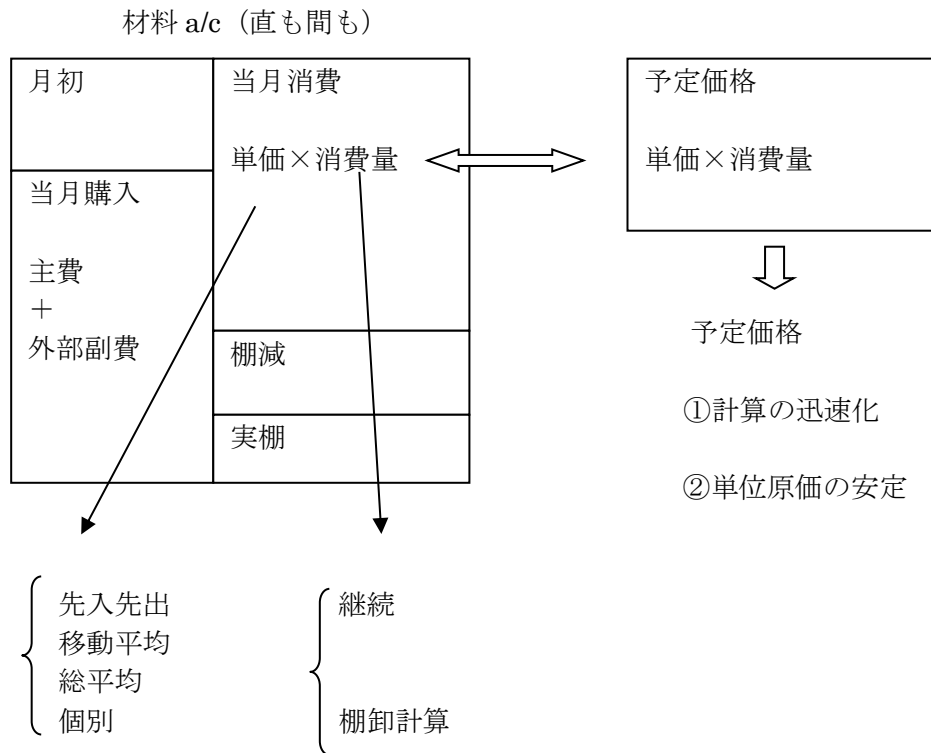 材料 a/c（直も間も）
月初
当月購入
主費
＋
外部副費
当月消費
単価×消費量
棚減
実棚
予定価格
単価×消費量
予定価格
①計算の迅速化
②単位原価の安定
先入先出
移動平均
総平均
個別
継続
棚卸計算